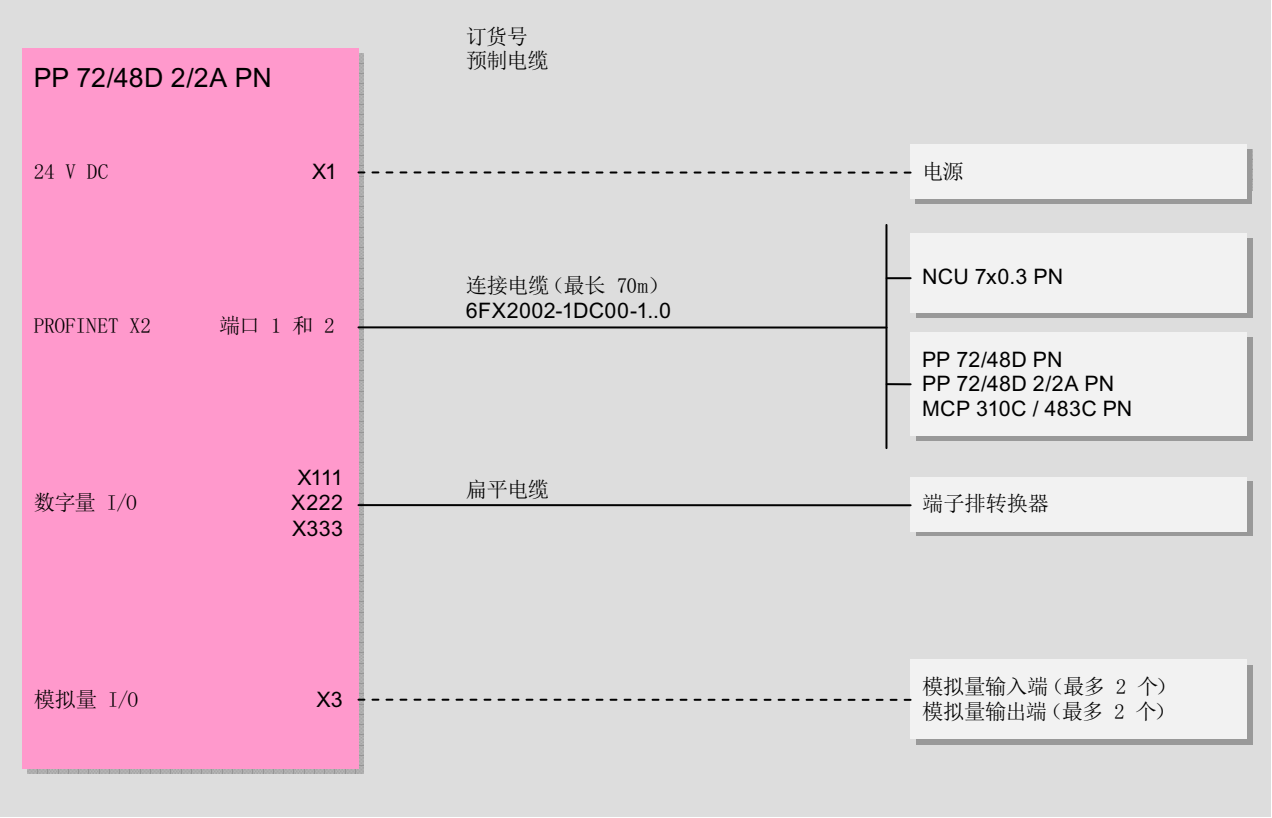 订货号
预制电缆
PP 72/48D 2/2A PN
24 V DC X1
电源
NCU 7x0.3 PN
连接电缆(最长 70m)
6FX2002-1DC00-1..0
PROFINET X2 端口 1 和 2
PP 72/48D PN
PP 72/48D 2/2A PN
MCP 310C / 483C PN
X111
数字量 I/O X222
X333
扁平电缆
端子排转换器
模拟量 I/O X3
模拟量输入端(最多 2 个)
模拟量输出端(最多 2 个)